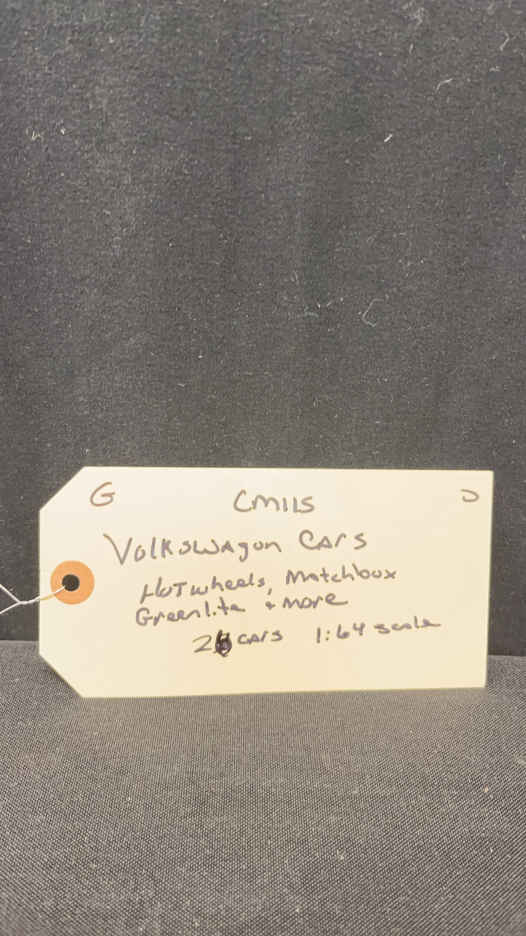 G CM115 J
Volkswagon Cars
Hotwheels, Matchbox
Greenlite + more
cars 1:64 scale